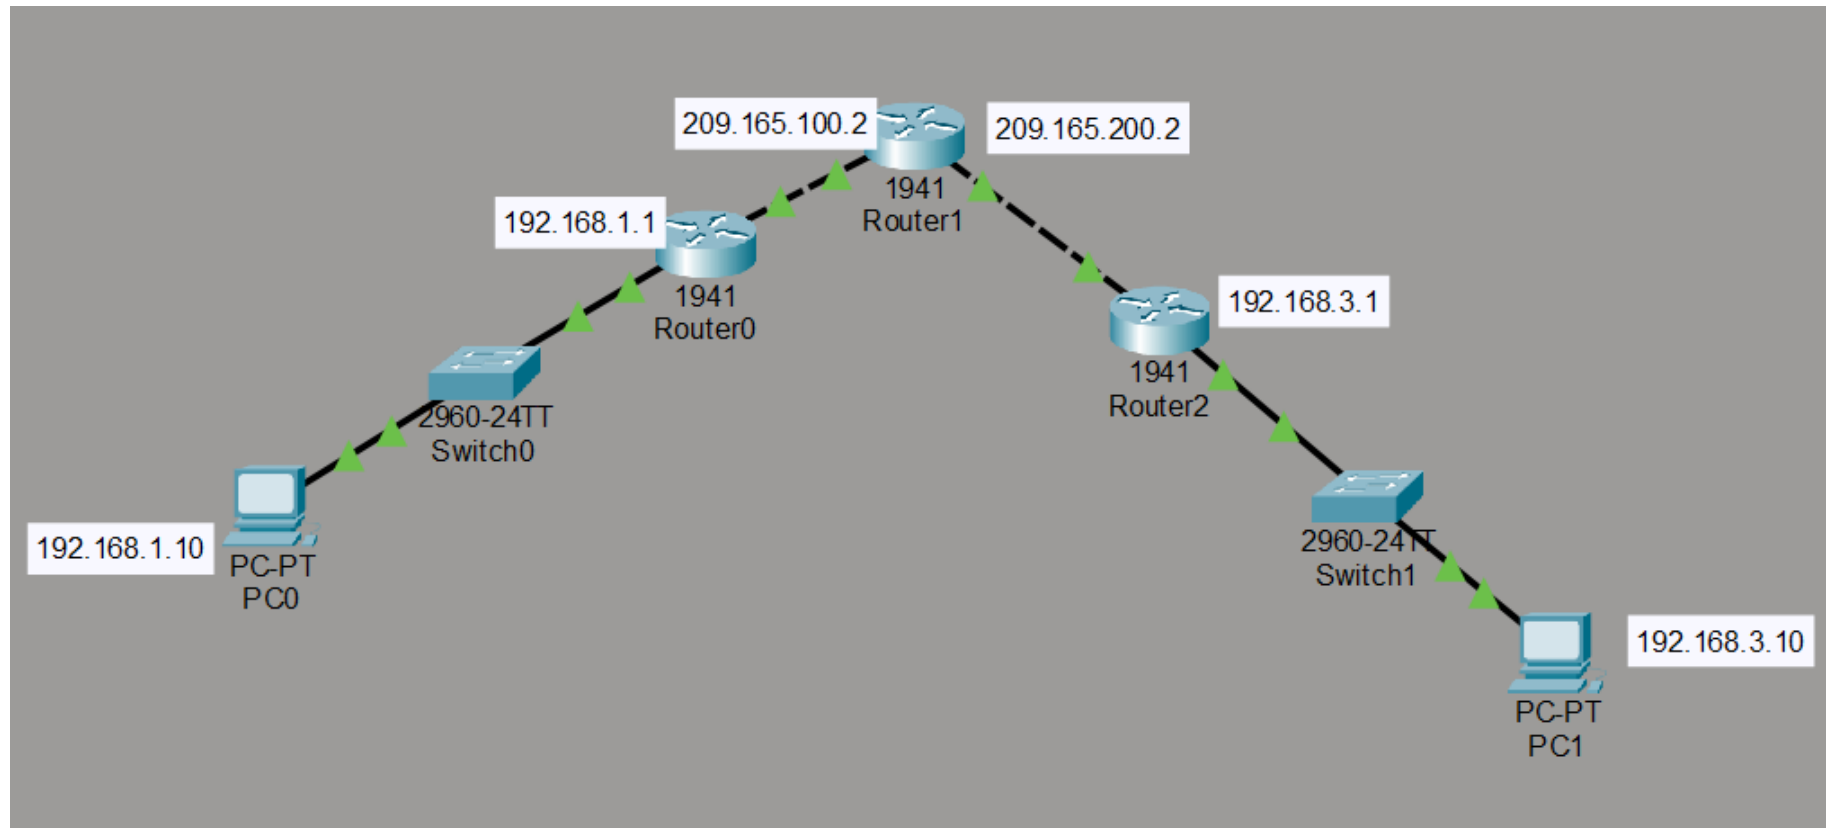 209.165.100.2
209.165.200.2
1941
Router1
192.168.1.1
1941
Router0
192.168.3.1
1941
Router2
2960-24TT
Switch0
192.168.1.10
PC-PT
PC0
2960-24TT
Switch1
192.168.3.10
PC-PT
PC1